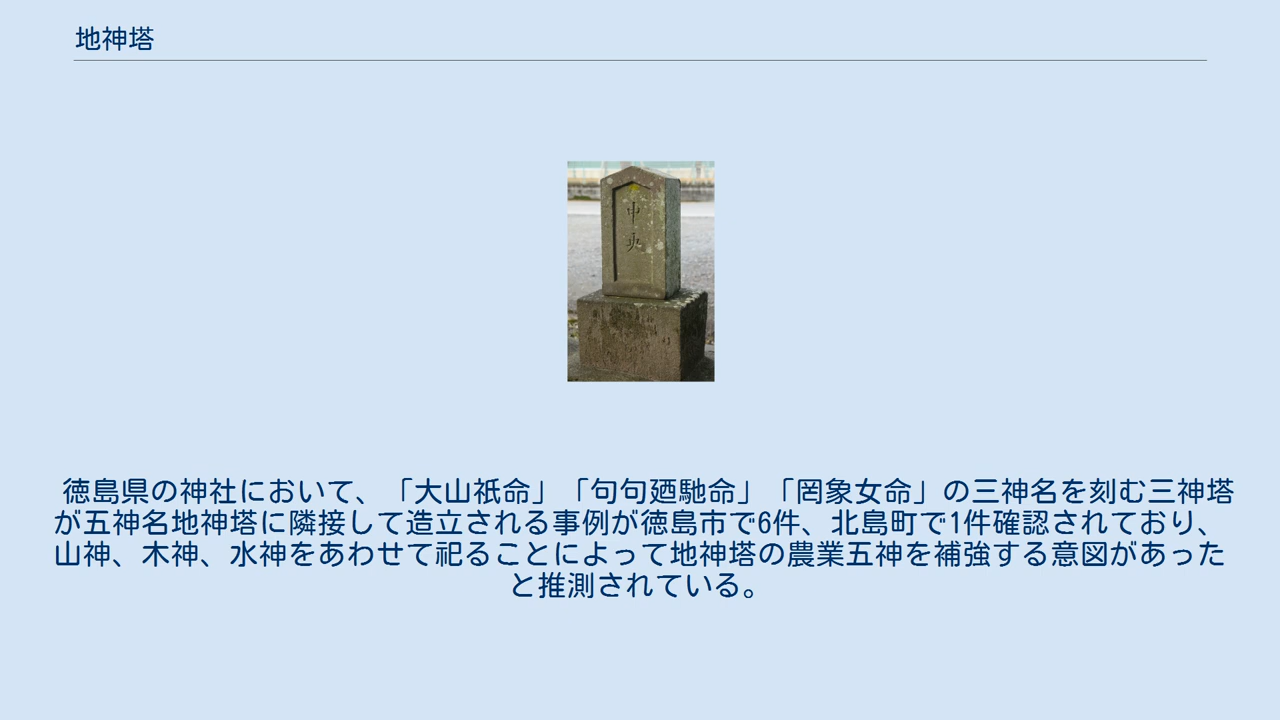 地神塔
中央
徳島県の神社において、「大山祇命」「句句廼馳命」「罔象女命」の三神名を刻む三神塔
が五神名地神塔に隣接して造立される事例が徳島市で6件、北島町で1件確認されており、
山神、木神、水神をあわせて祀ることによって地神塔の農業五神を補強する意図があった
と推測されている。